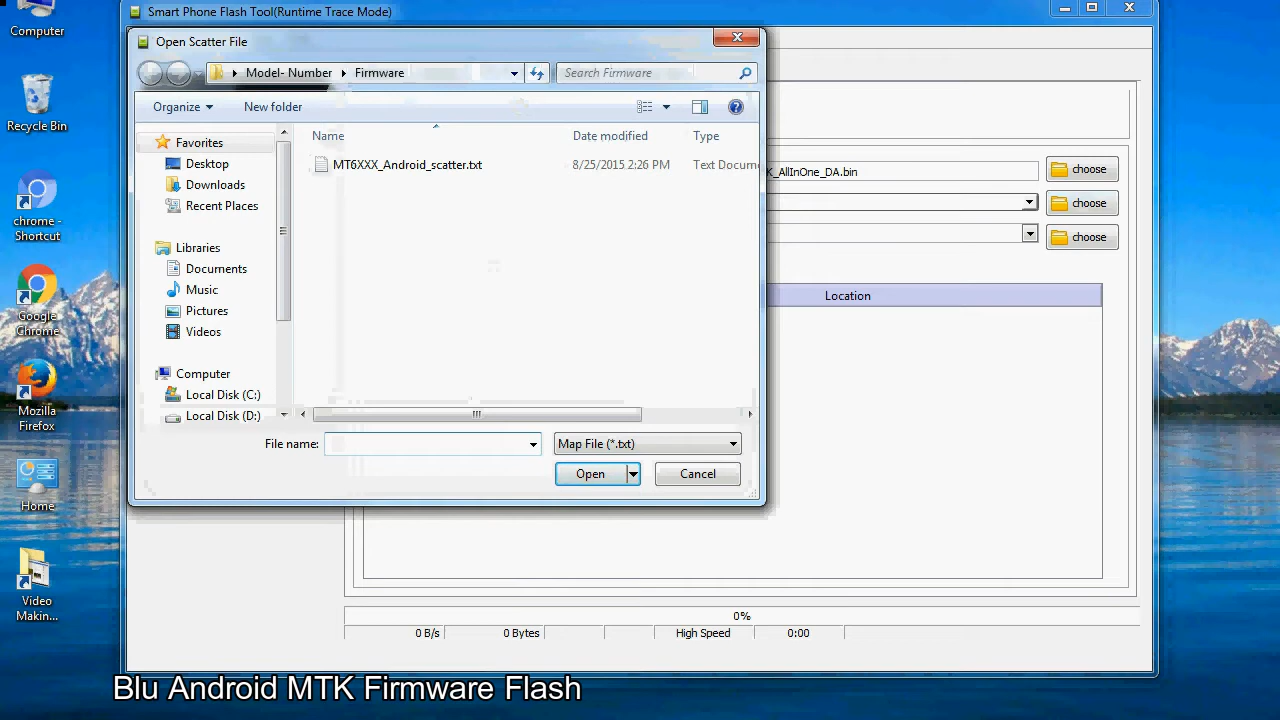 Computer
Recycle Bin
chrome -
Shortcut
Google
Chrome
Mozilla
Firefox
Home
Video
Makin...
Smart Phone Flash Tool(Runtime Trace Mode)
Open Scatter File
Model- Number
Firmware
Search Firmware
Organize
New folder
Favorites
Desktop
Downloads
Recent Places
Libraries
Documents
Music
Pictures
Videos
Computer
Local Disk (C:)
Local Disk (D:)
Name
Date modified
Type
MT6XXX_Android_scatter.txt
8/25/2015 2:26 PM
Text Docum
File name:
Map File (*.txt)
Open
Cancel
K_AllInOne_DA.bin
choose
choose
choose
Location
0%
0 B/s
0 Bytes
High Speed
0:00
Blu Android MTK Firmware Flash